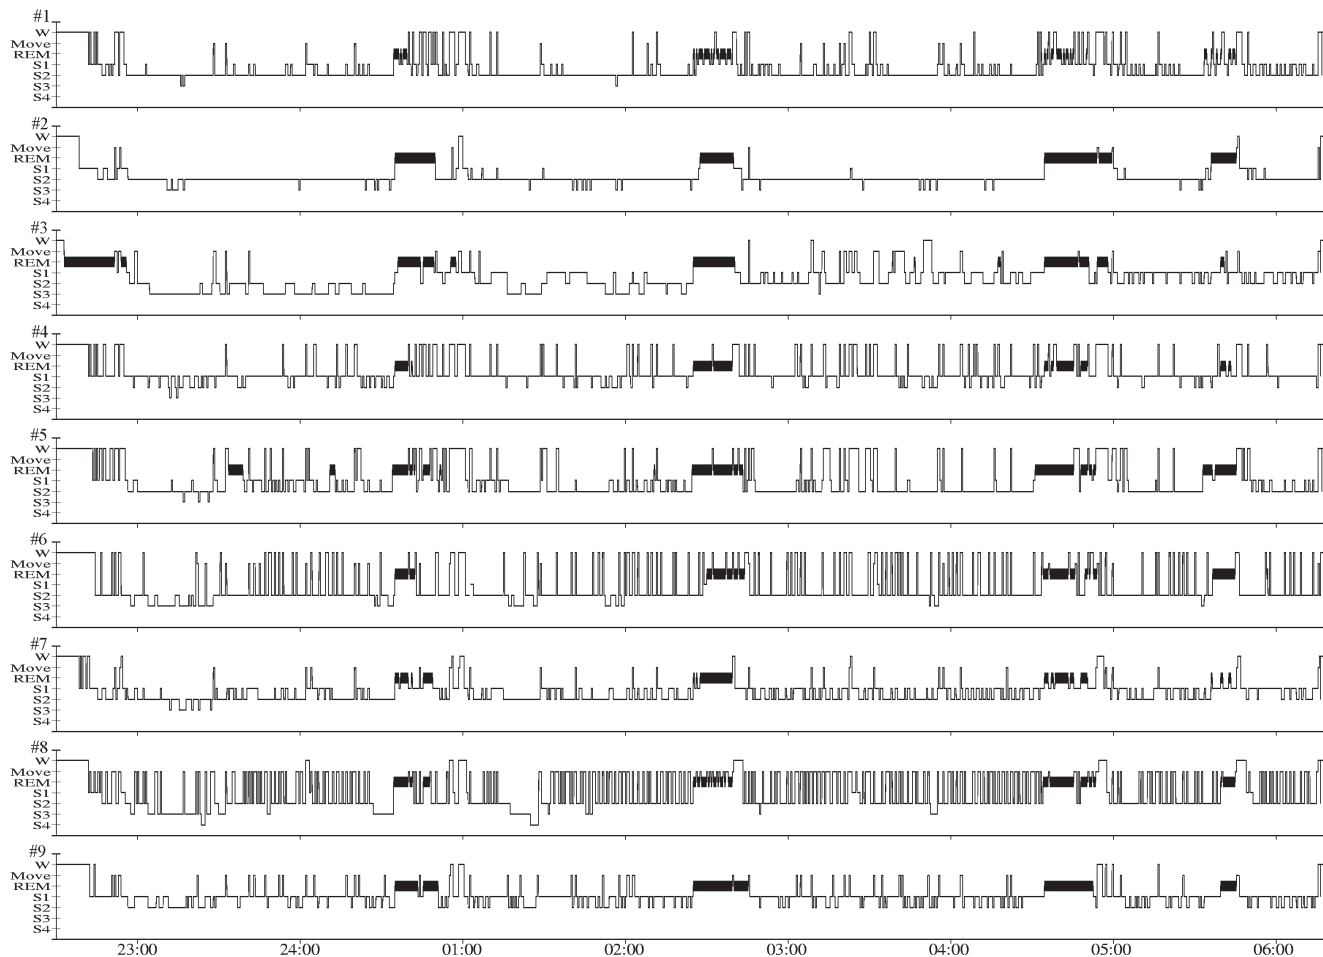 #1
W
Move
REM
S1
S2
S3
S4
#2
W
Move
REM
S1
S2
S3
S4
#3
W
Move
REM
S1
S2
S3
S4
#4
W
Move
REM
S1
S2
S3
S4
#5
W
Move
REM
S1
S2
S3
S4
#6
W
Move
REM
S1
S2
S3
S4
#7
W
Move
REM
S1
S2
S3
S4
#8
W
Move
REM
S1
S2
S3
S4
#9
W
Move
REM
S1
S2
S3
S4
23:00 24:00 01:00 02:00 03:00 04:00 05:00 06:00